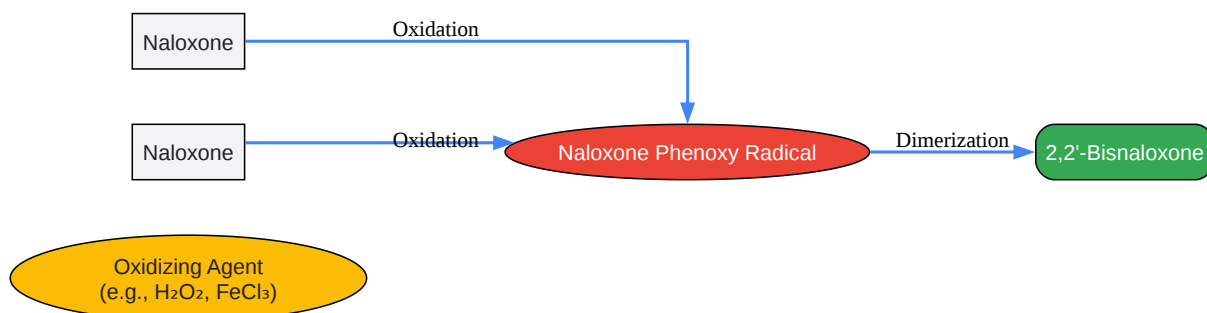 Naloxone
Oxidation
Naloxone
Oxidation
Naloxone Phenoxy Radical
Dimerization
2,2'-Bisnaloxone
Oxidizing Agent
(e.g., H₂O₂, FeCl₃)